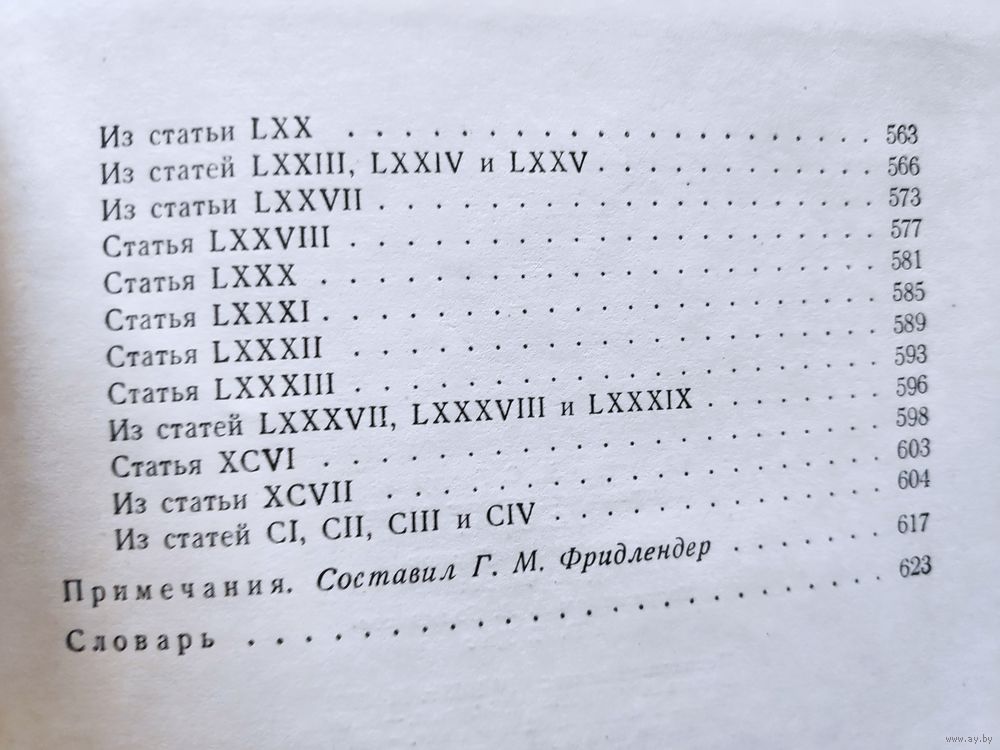 Из статьи LXX . . . . . . . . . . . . . . . . . . . 563
Из статей LXXIII, LXXIV и LXXV . . . . . . . . . . 566
Из статьи LXXVII . . . . . . . . . . . . . . . . . . 573
Статья LXXVIII . . . . . . . . . . . . . . . . . . . 577
Статья LXXX . . . . . . . . . . . . . . . . . . . . 581
Статья LXXXI . . . . . . . . . . . . . . . . . . . . 585
Статья LXXXII . . . . . . . . . . . . . . . . . . . 589
Статья LXXXIII . . . . . . . . . . . . . . . . . . . 593
Из статей LXXXVII, LXXXVIII и LXXXIX . . . . . . . 596
Статья XCVI . . . . . . . . . . . . . . . . . . . . 598
Из статьи XCVII . . . . . . . . . . . . . . . . . . 603
Из статей CI, CII, CIII и CIV . . . . . . . . . . . . 604
Примечания. Составил Г. М. Фридлендер . . . . . . 617
Словарь . . . . . . . . . . . . . . . . . . . . . . 623
www.ay.by